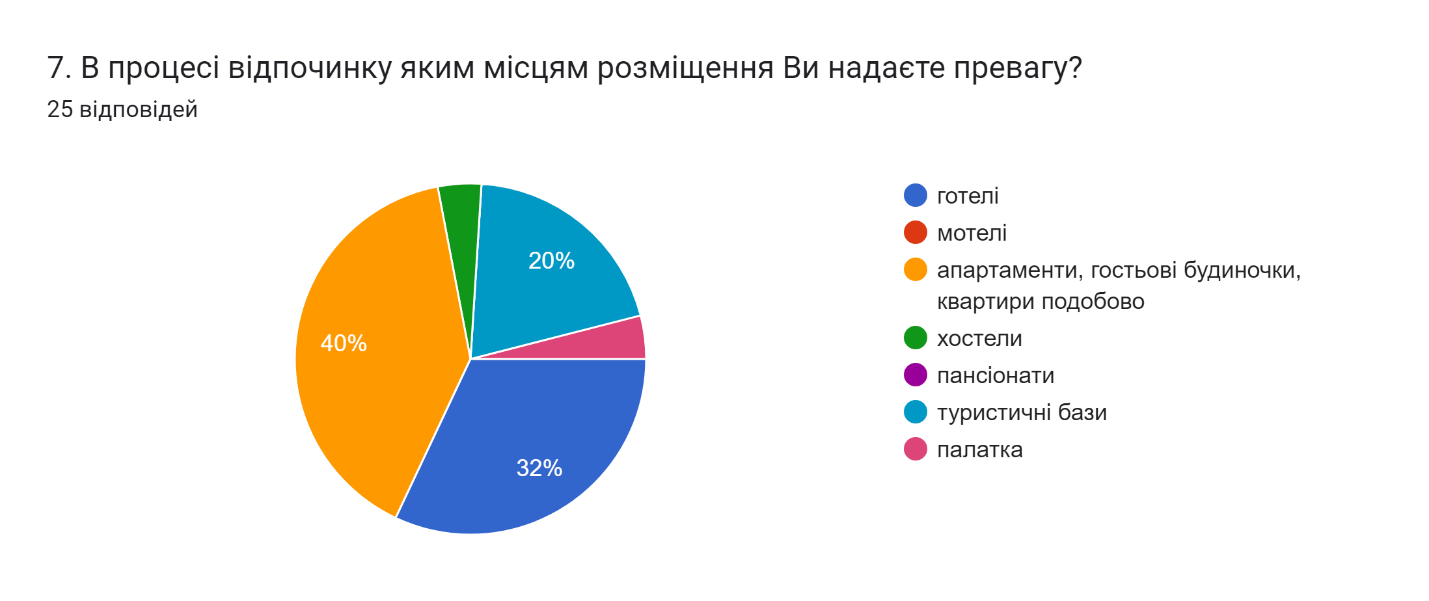 7. В процесі відпочинку яким місцям розміщення Ви надаєте превагу?
25 відповідей
20%
40%
32%
готелі
мотелі
апартаменти, гостьові будиночки,
квартири подобово
хостели
пансіонати
туристичні бази
палатка